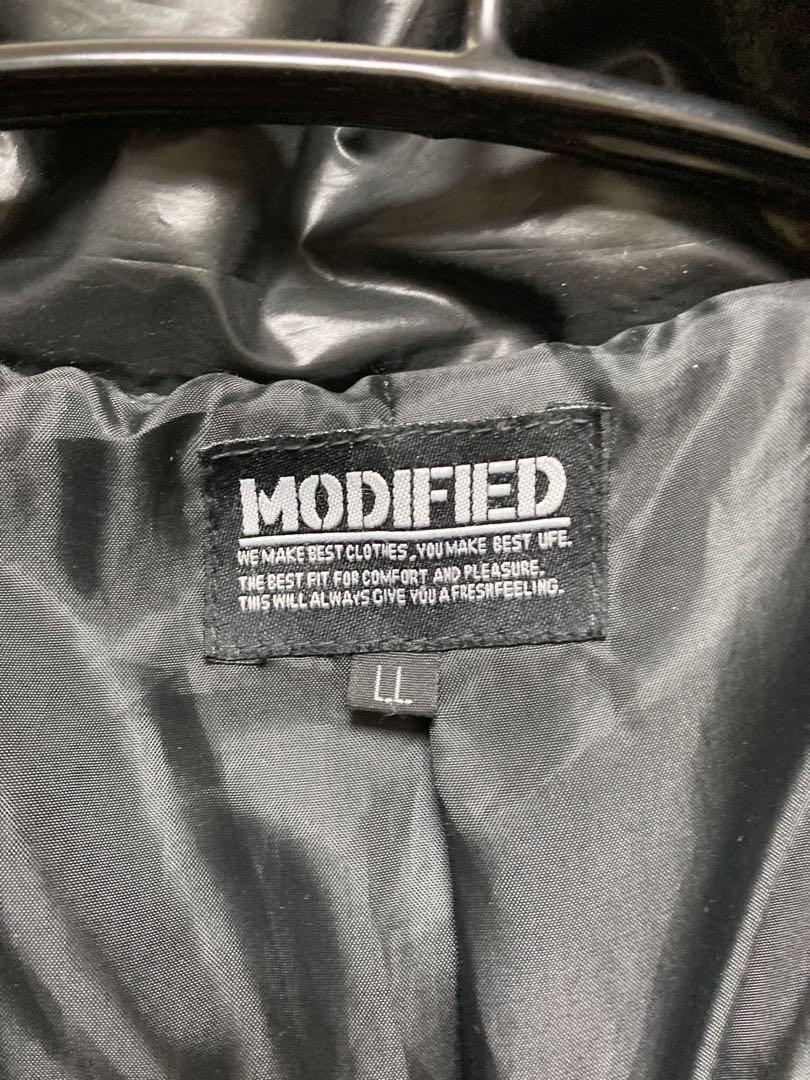 MODIFIED
WE MAKE BEST CLOTHES, YOU MAKE BEST LIFE.
THE BEST FIT FOR COMFORT AND PLEASURE.
THIS WILL ALWAYS GIVE YOU A FRESHFEELING.
L.L.